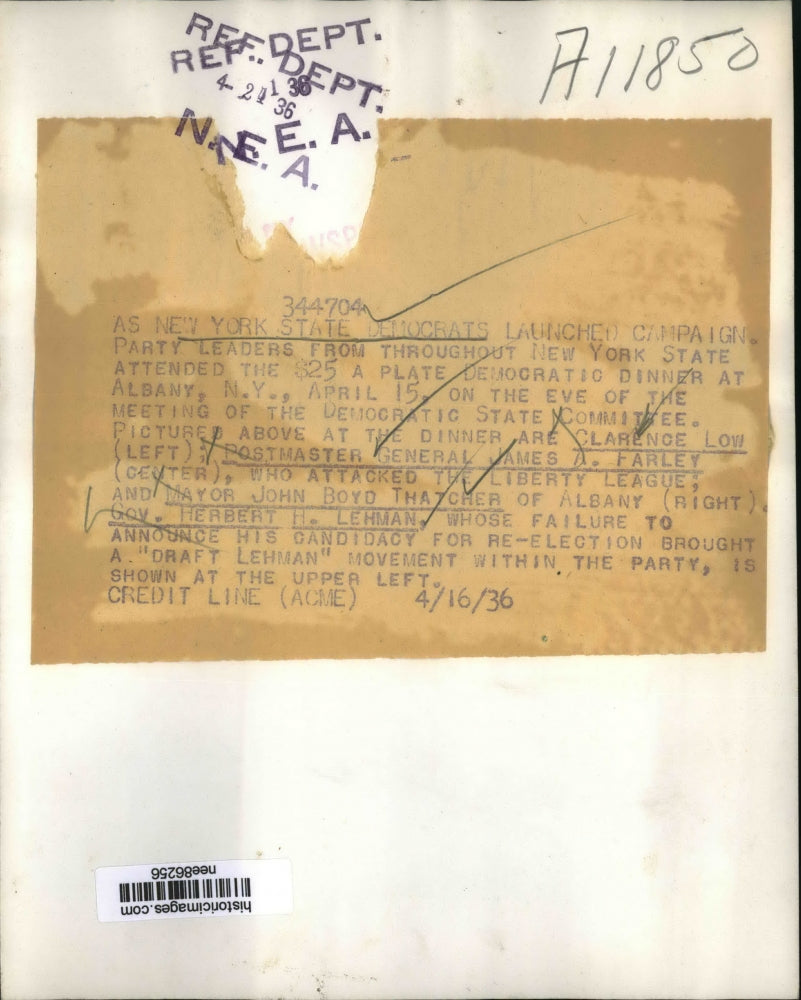 A11850
REF. DEPT.
REF. DEPT.
4 - 21 36
36
N. E. A.
N. E. A.
344704
AS NEW YORK STATE DEMOCRATS LAUNCHED CAMPAIGN.
PARTY LEADERS FROM THROUGHOUT NEW YORK STATE
ATTENDED THE $25 A PLATE DEMOCRATIC DINNER AT
ALBANY, N.Y., APRIL 15, ON THE EVE OF THE
MEETING OF THE DEMOCRATIC STATE COMMITTEE.
PICTURED ABOVE AT THE DINNER ARE CLARENCE LOW
(LEFT); POSTMASTER GENERAL JAMES A. FARLEY
(CENTER), WHO ATTACKED THE LIBERTY LEAGUE;
AND MAYOR JOHN BOYD THATCHER OF ALBANY (RIGHT).
GOV. HERBERT H. LEHMAN, WHOSE FAILURE TO
ANNOUNCE HIS CANDIDACY FOR RE-ELECTION BROUGHT
A "DRAFT LEHMAN" MOVEMENT WITHIN THE PARTY, IS
SHOWN AT THE UPPER LEFT.
CREDIT LINE (ACME) 4/16/36
historicimages.com
nee86256